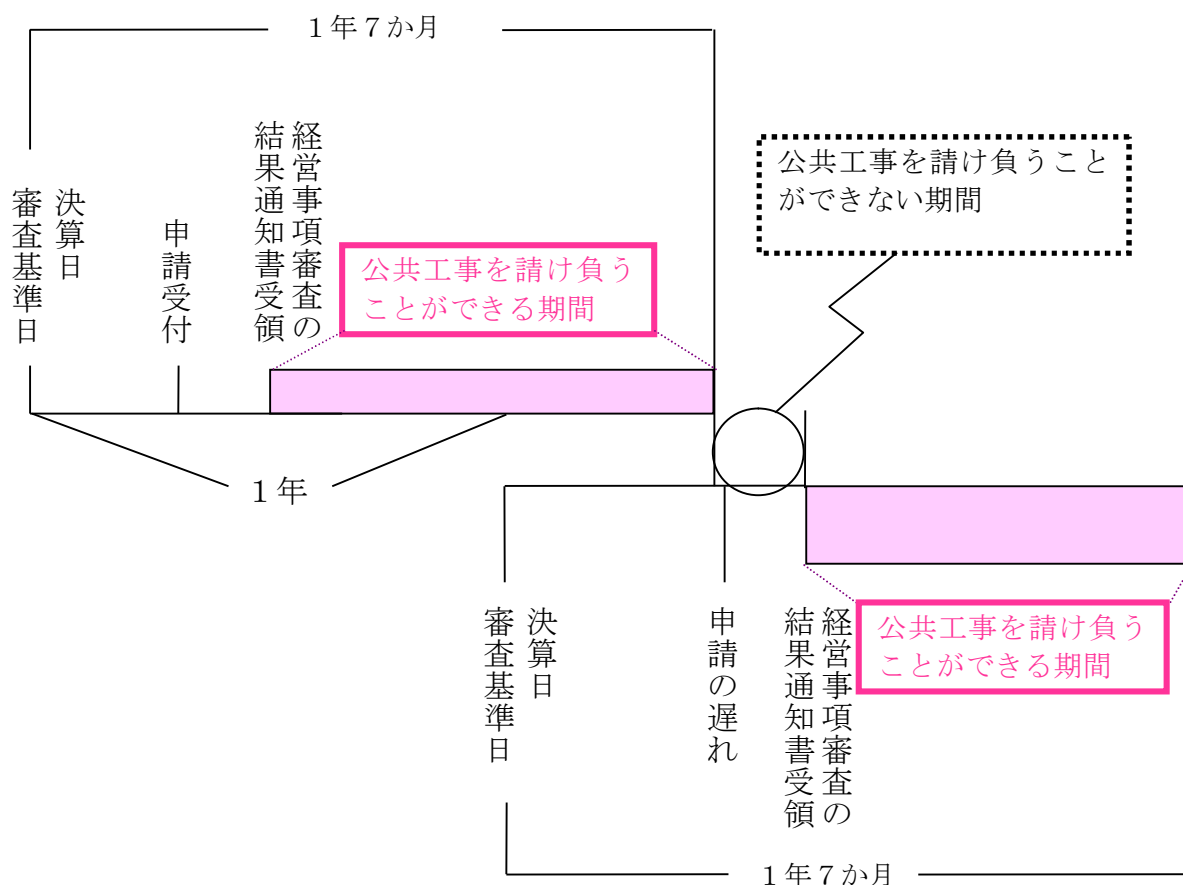 １年７か月
決算日
審査基準日
申請受付
経営事項審査の
結果通知書受領
公共工事を請け負う
ことができる期間
公共工事を請け負うこと
ができない期間
１年
決算日
審査基準日
申請の遅れ
経営事項審査の
結果通知書受領
公共工事を請け負う
ことができる期間
１年７か月